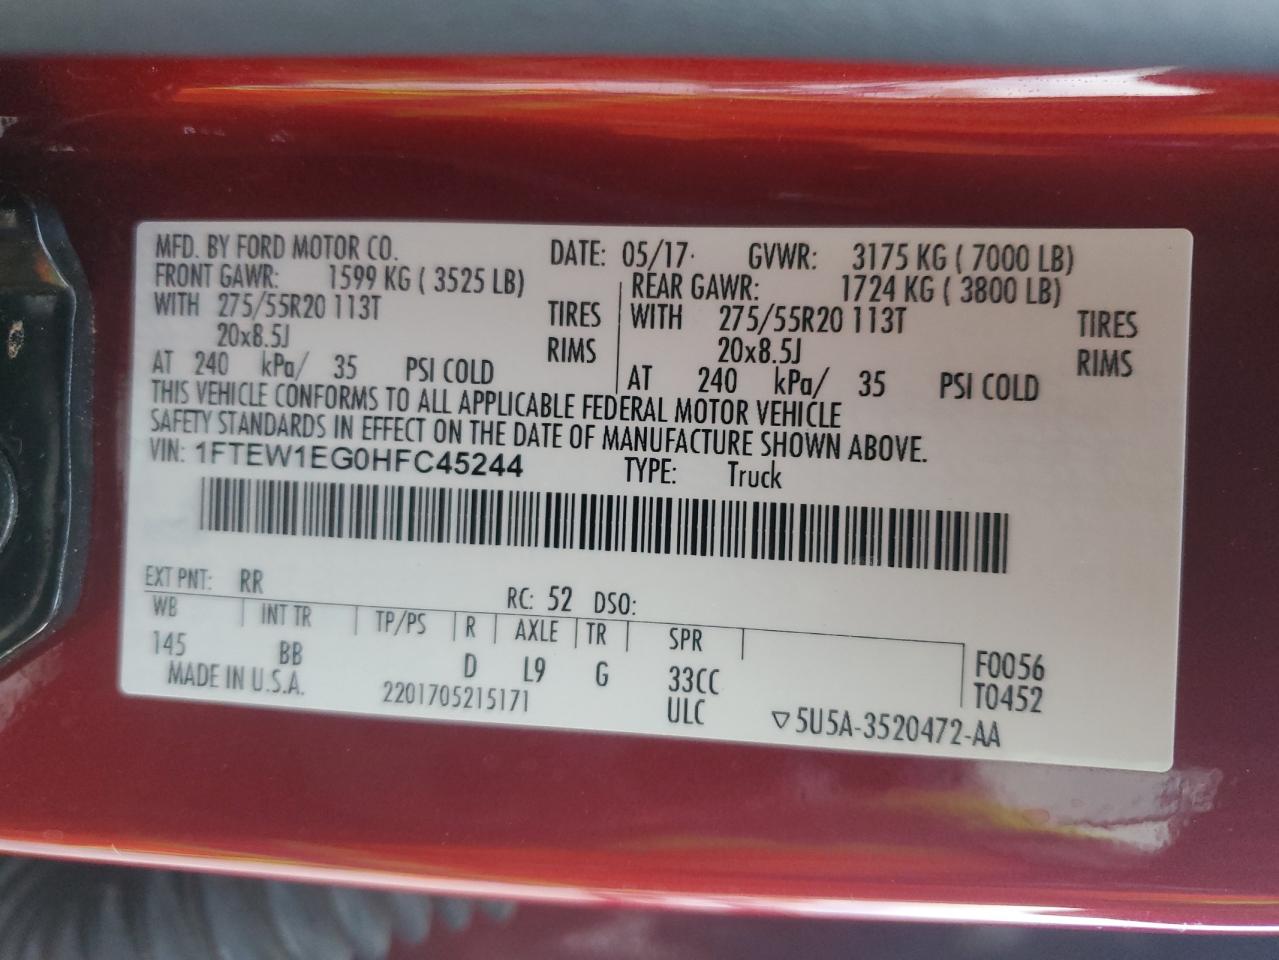 MFD. BY FORD MOTOR CO. DATE: 05/17 GVWR: 3175 KG ( 7000 LB)
FRONT GAWR: 1599 KG ( 3525 LB) REAR GAWR: 1724 KG ( 3800 LB)
WITH 275/55R20 113T TIRES WITH 275/55R20 113T TIRES
20x8.5J RIMS 20x8.5J RIMS
AT 240 kPa/ 35 PSI COLD AT 240 kPa/ 35 PSI COLD
THIS VEHICLE CONFORMS TO ALL APPLICABLE FEDERAL MOTOR VEHICLE
SAFETY STANDARDS IN EFFECT ON THE DATE OF MANUFACTURE SHOWN ABOVE.
VIN: 1FTEW1EG0HFC45244 TYPE: Truck
EXT PNT: RR RC: 52 DSO:
WB INT TR TP/PS R AXLE TR SPR
145 BB D L9 G 33CC F0056
MADE IN U.S.A. 2201705215171 ULC T0452
▽5U5A-3520472-AA